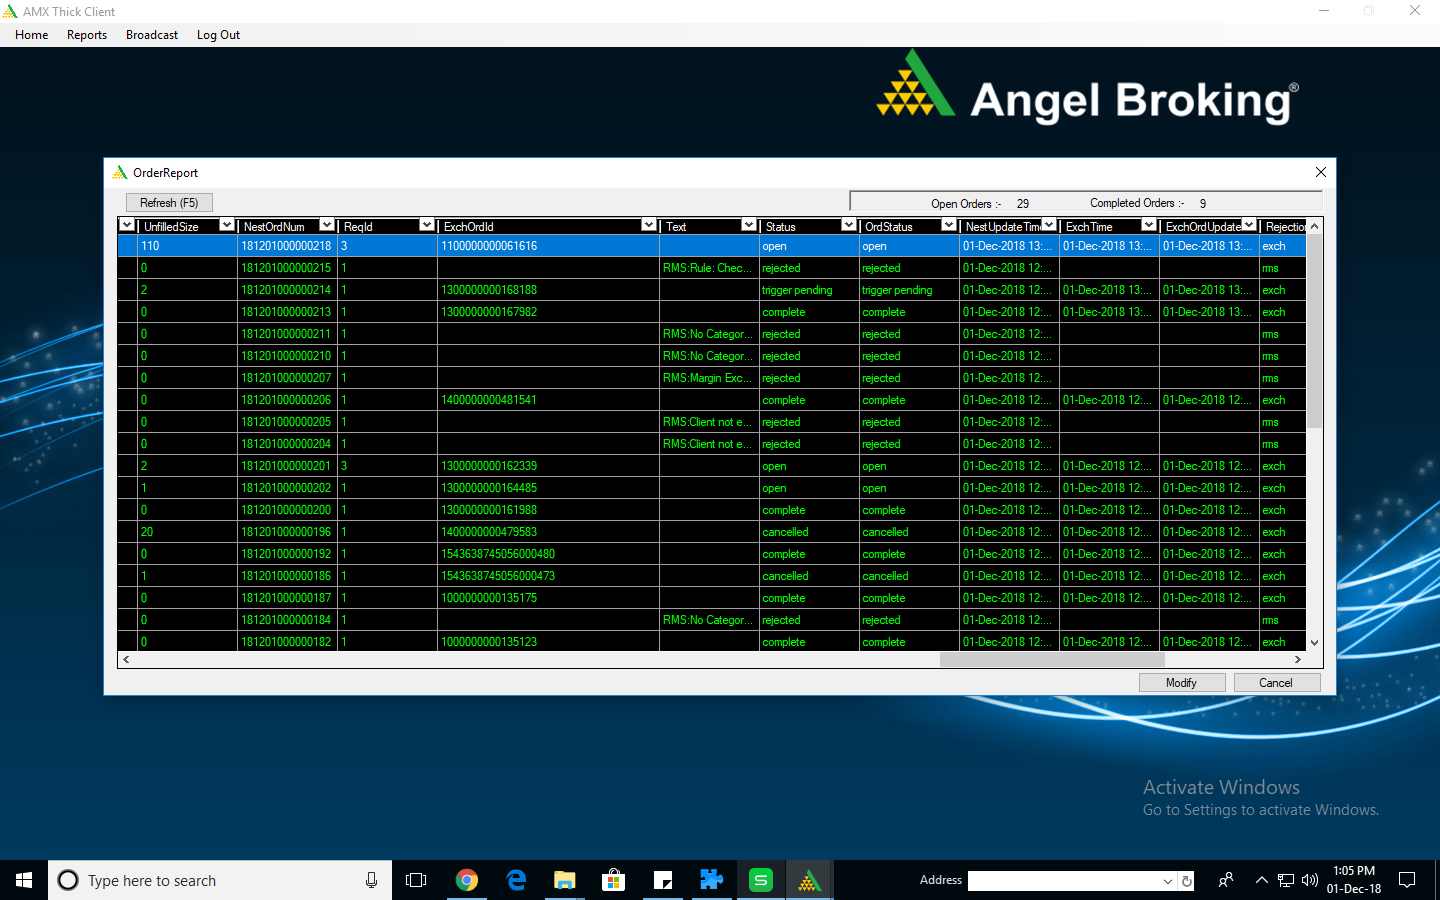 AMX Thick Client
Home Reports Broadcast Log Out
Angel Broking®
OrderReport
Refresh (F5) Open Orders :- 29 Completed Orders :- 9
UnfilledSize NestOrdNum ReqId ExchOrdId Text Status OrdStatus NestUpdateTim ExchTime ExchOrdUpdate Rejection
110 181201000000218 3 1100000000061616 open open 01-Dec-2018 13:... 01-Dec-2018 13:... 01-Dec-2018 13:... exch
0 181201000000215 1 RMS:Rule: Chec... rejected rejected 01-Dec-2018 12:... rms
2 181201000000214 1 1300000000168188 trigger pending trigger pending 01-Dec-2018 12:... 01-Dec-2018 13:... 01-Dec-2018 13:... exch
0 181201000000213 1 1300000000167982 complete complete 01-Dec-2018 12:... 01-Dec-2018 13:... 01-Dec-2018 13:... exch
0 181201000000211 1 RMS:No Categor... rejected rejected 01-Dec-2018 12:... rms
0 181201000000210 1 RMS:No Categor... rejected rejected 01-Dec-2018 12:... rms
0 181201000000207 1 RMS:Margin Exc... rejected rejected 01-Dec-2018 12:... rms
0 181201000000206 1 1400000000481541 complete complete 01-Dec-2018 12:... 01-Dec-2018 12:... 01-Dec-2018 12:... exch
0 181201000000205 1 RMS:Client not e... rejected rejected 01-Dec-2018 12:... rms
0 181201000000204 1 RMS:Client not e... rejected rejected 01-Dec-2018 12:... rms
2 181201000000201 3 1300000000162339 open open 01-Dec-2018 12:... 01-Dec-2018 12:... 01-Dec-2018 12:... exch
1 181201000000202 1 1300000000164485 open open 01-Dec-2018 12:... 01-Dec-2018 12:... 01-Dec-2018 12:... exch
0 181201000000200 1 1300000000161988 complete complete 01-Dec-2018 12:... 01-Dec-2018 12:... 01-Dec-2018 12:... exch
20 181201000000196 1 1400000000479583 cancelled cancelled 01-Dec-2018 12:... 01-Dec-2018 12:... 01-Dec-2018 12:... exch
0 181201000000192 1 1543638745056000480 complete complete 01-Dec-2018 12:... 01-Dec-2018 12:... 01-Dec-2018 12:... exch
1 181201000000186 1 1543638745056000473 cancelled cancelled 01-Dec-2018 12:... 01-Dec-2018 12:... 01-Dec-2018 12:... exch
0 181201000000187 1 1000000000135175 complete complete 01-Dec-2018 12:... 01-Dec-2018 12:... 01-Dec-2018 12:... exch
0 181201000000184 1 RMS:No Categor... rejected rejected 01-Dec-2018 12:... rms
0 181201000000182 1 1000000000135123 complete complete 01-Dec-2018 12:... 01-Dec-2018 12:... 01-Dec-2018 12:... exch
Modify Cancel
Activate Windows
Go to Settings to activate Windows.
Type here to search Address 1:05 PM
01-Dec-18